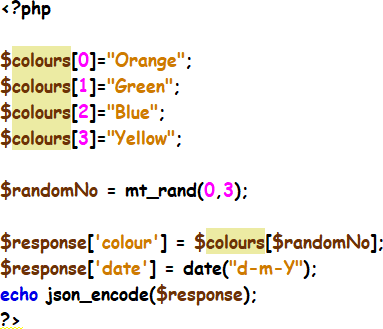 <?php
$colours[0]="Orange";
$colours[1]="Green";
$colours[2]="Blue";
$colours[3]="Yellow";
$randomNo = mt_rand(0,3);
$response['colour'] = $colours[$randomNo];
$response['date'] = date("d-m-Y");
echo json_encode($response);
?>